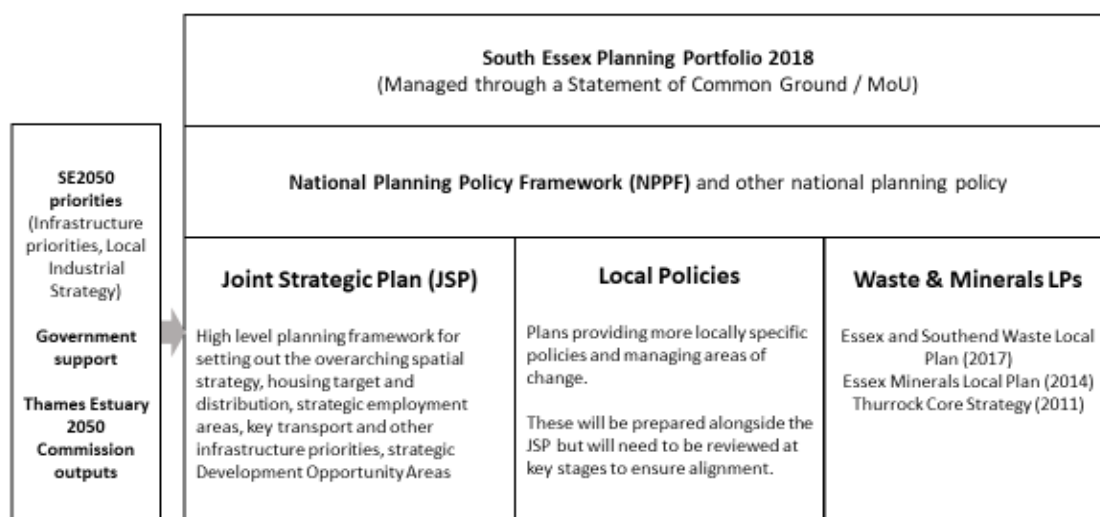 South Essex Planning Portfolio 2018
(Managed through a Statement of Common Ground / MoU)
SE2050
priorities
(Infrastructure
priorities, Local
Industrial
Strategy)
Government
support
Thames Estuary
2050
Commission
outputs
National Planning Policy Framework (NPPF) and other national planning policy
Joint Strategic Plan (JSP)
High level planning framework for
setting out the overarching spatial
strategy, housing target and
distribution, strategic employment
areas, key transport and other
infrastructure priorities, strategic
Development Opportunity Areas
Local Policies
Plans providing more locally specific
policies and managing areas of
change.
These will be prepared alongside the
JSP but will need to be reviewed at
key stages to ensure alignment.
Waste & Minerals LPs
Essex and Southend Waste Local
Plan (2017)
Essex Minerals Local Plan (2014)
Thurrock Core Strategy (2011)